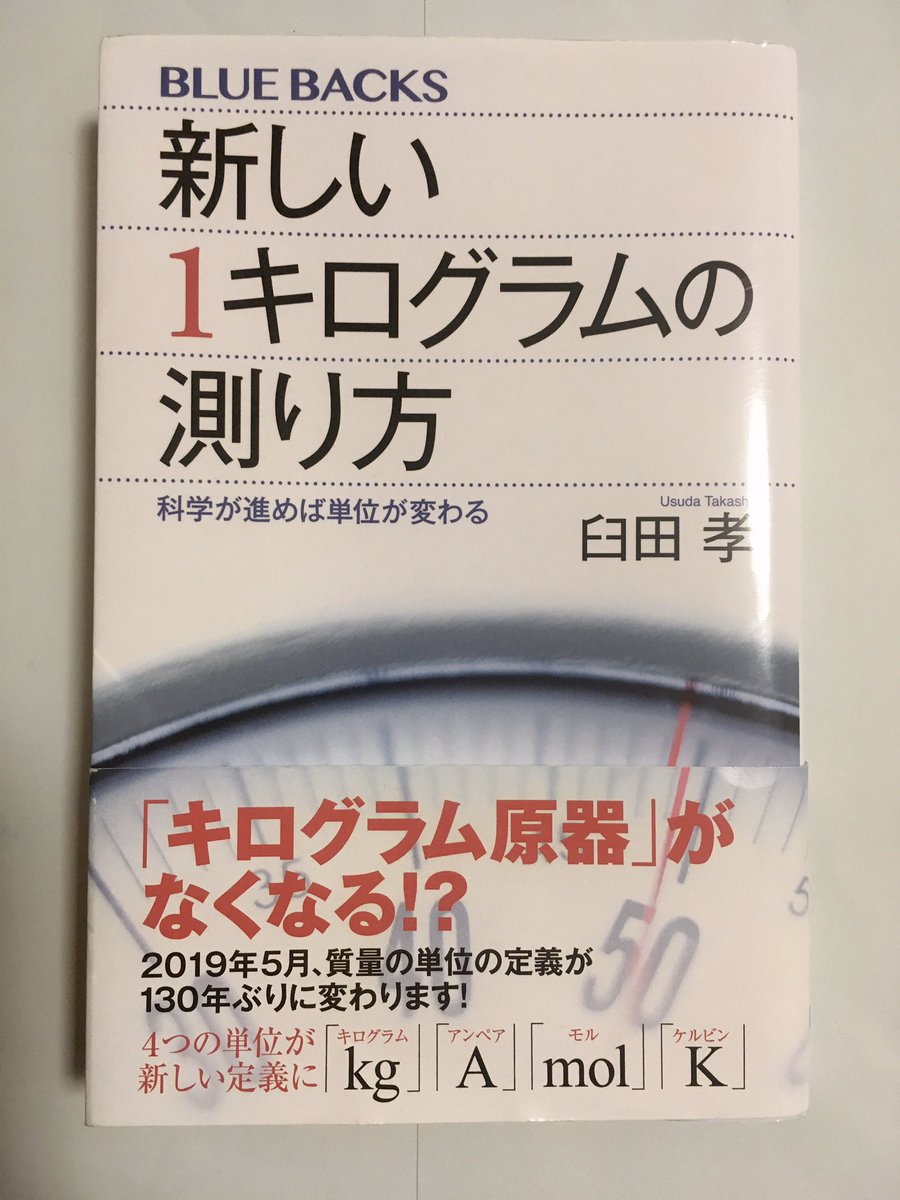 BLUE BACKS
新しい
1キログラムの
測り方
科学が進めば単位が変わる
Usuda Takash
臼田 孝
「キログラム原器」が
なくなる!?
2019年5月、質量の単位の定義が
130年ぶりに変わります!
4つの単位が
新しい定義に
キログラム アンペア モル ケルビン
「kg」「A」「mol」「K」
35 40 50 5